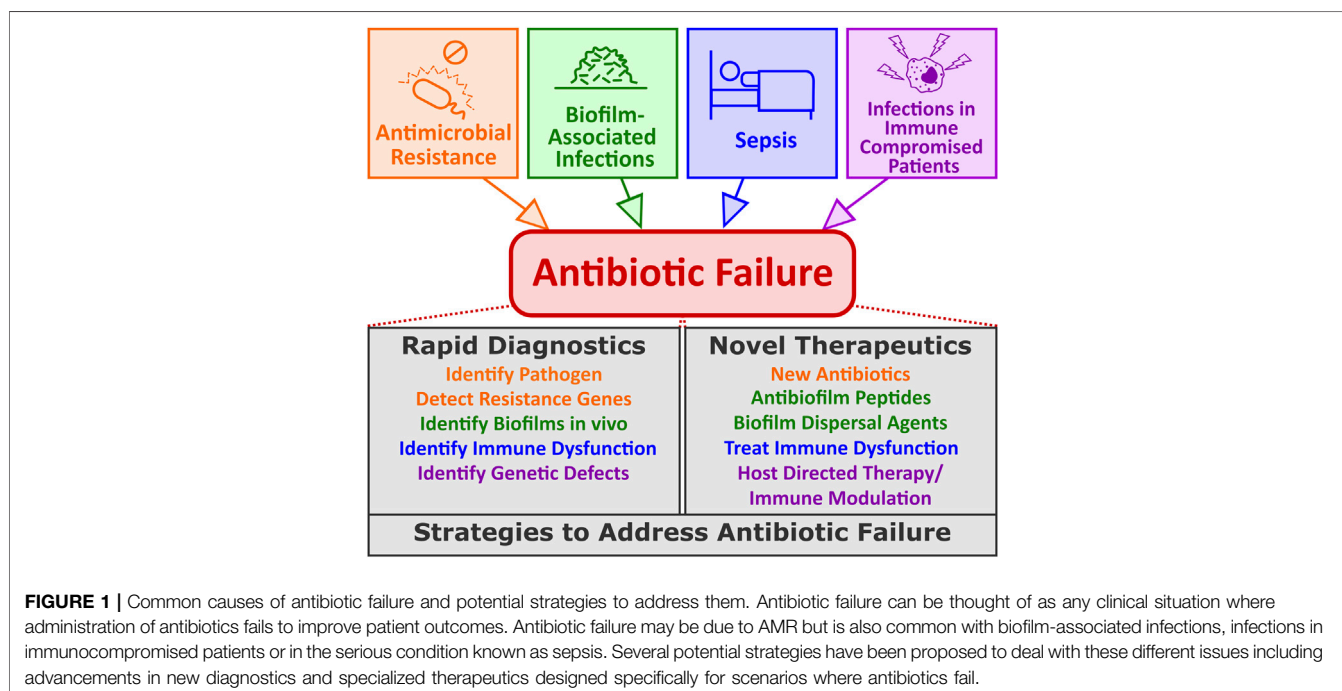 Antimicrobial
Resistance
Biofilm-
Associated
Infections
Sepsis
Infections in
Immune
Compromised
Patients
Antibiotic Failure
Rapid Diagnostics
Identify Pathogen
Detect Resistance Genes
Identify Biofilms in vivo
Identify Immune Dysfunction
Identify Genetic Defects
Novel Therapeutics
New Antibiotics
Antibiofilm Peptides
Biofilm Dispersal Agents
Treat Immune Dysfunction
Host Directed Therapy/
Immune Modulation
Strategies to Address Antibiotic Failure
FIGURE 1 | Common causes of antibiotic failure and potential strategies to address them. Antibiotic failure can be thought of as any clinical situation where
administration of antibiotics fails to improve patient outcomes. Antibiotic failure may be due to AMR but is also common with biofilm-associated infections, infections in
immunocompromised patients or in the serious condition known as sepsis. Several potential strategies have been proposed to deal with these different issues including
advancements in new diagnostics and specialized therapeutics designed specifically for scenarios where antibiotics fail.